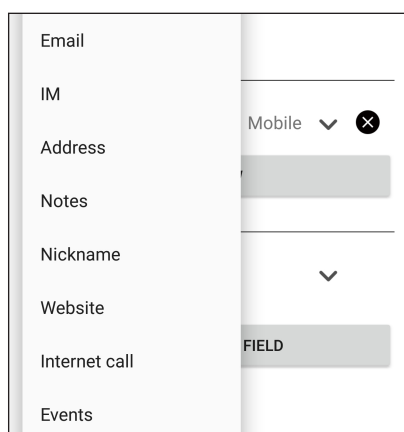 Email
IM
Mobile
Address
Notes
Nickname
Website
FIELD
Internet call
Events